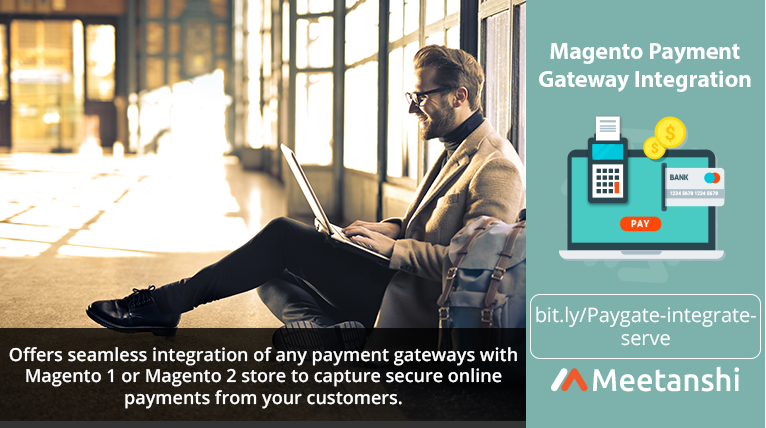 Magento Payment
Gateway Integration
BANK
1234 5678 1234 5678
PAY
bit.ly/Paygate-integrate-
serve
Meetanshi
Offers seamless integration of any payment gateways with
Magento 1 or Magento 2 store to capture secure online
payments from your customers.